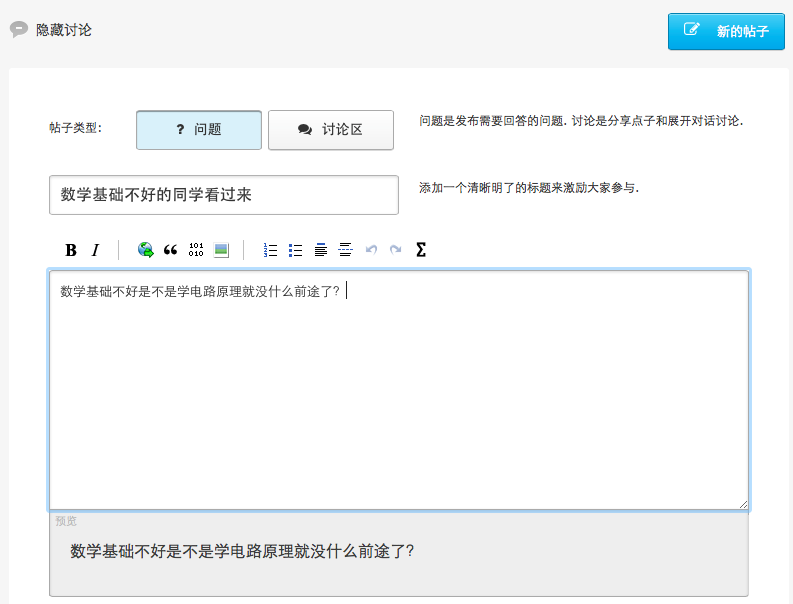 隐藏讨论
新的帖子
帖子类型:
? 问题
讨论区
问题是发布需要回答的问题. 讨论是分享点子和展开对话讨论.
数学基础不好的同学看过来
添加一个清晰明了的标题来激励大家参与.
B I 101 010 Σ
数学基础不好是不是学电路原理就没什么前途了?
预览
数学基础不好是不是学电路原理就没什么前途了?